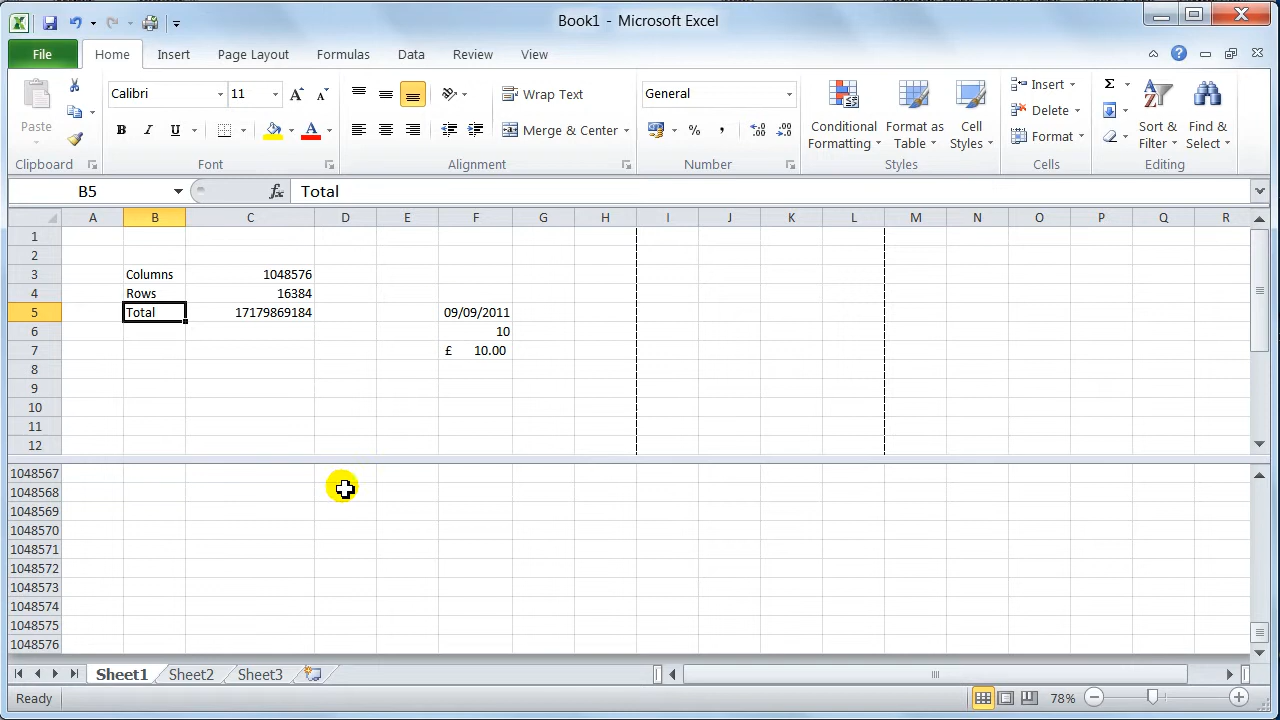 Book1 - Microsoft Excel
File Home Insert Page Layout Formulas Data Review View
Calibri 11 Wrap Text General Insert
Paste Merge & Center Conditional Formatting Format as Table Cell Styles Delete Format Sort & Filter Find & Select
Clipboard Font Alignment Number Styles Cells Editing
B5 fx Total
A B C D E F G H I J K L M N O P Q R
1
2
3 Columns 1048576
4 Rows 16384
5 Total 17179869184 09/09/2011
6 10
7 £ 10.00
8
9
10
11
12
1048567
1048568
1048569
1048570
1048571
1048572
1048573
1048574
1048575
1048576
Sheet1 Sheet2 Sheet3
Ready 78%